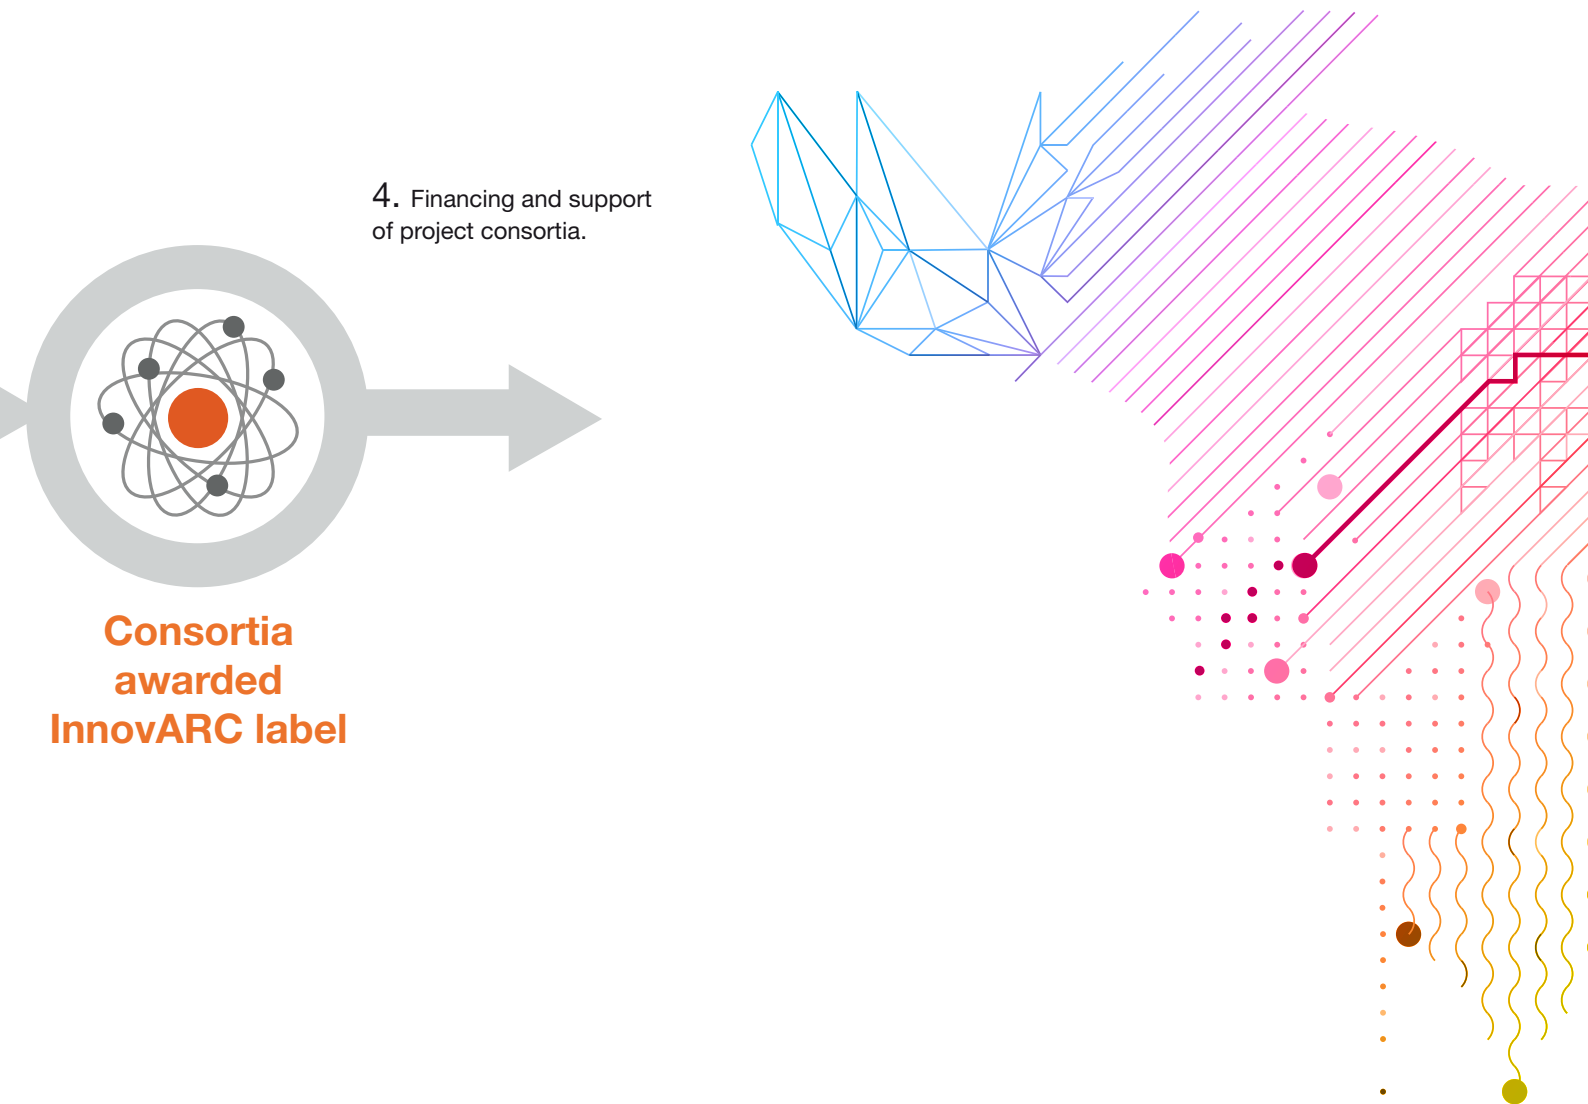 4. Financing and support
of project consortia.
Consortia
awarded
InnovARC label